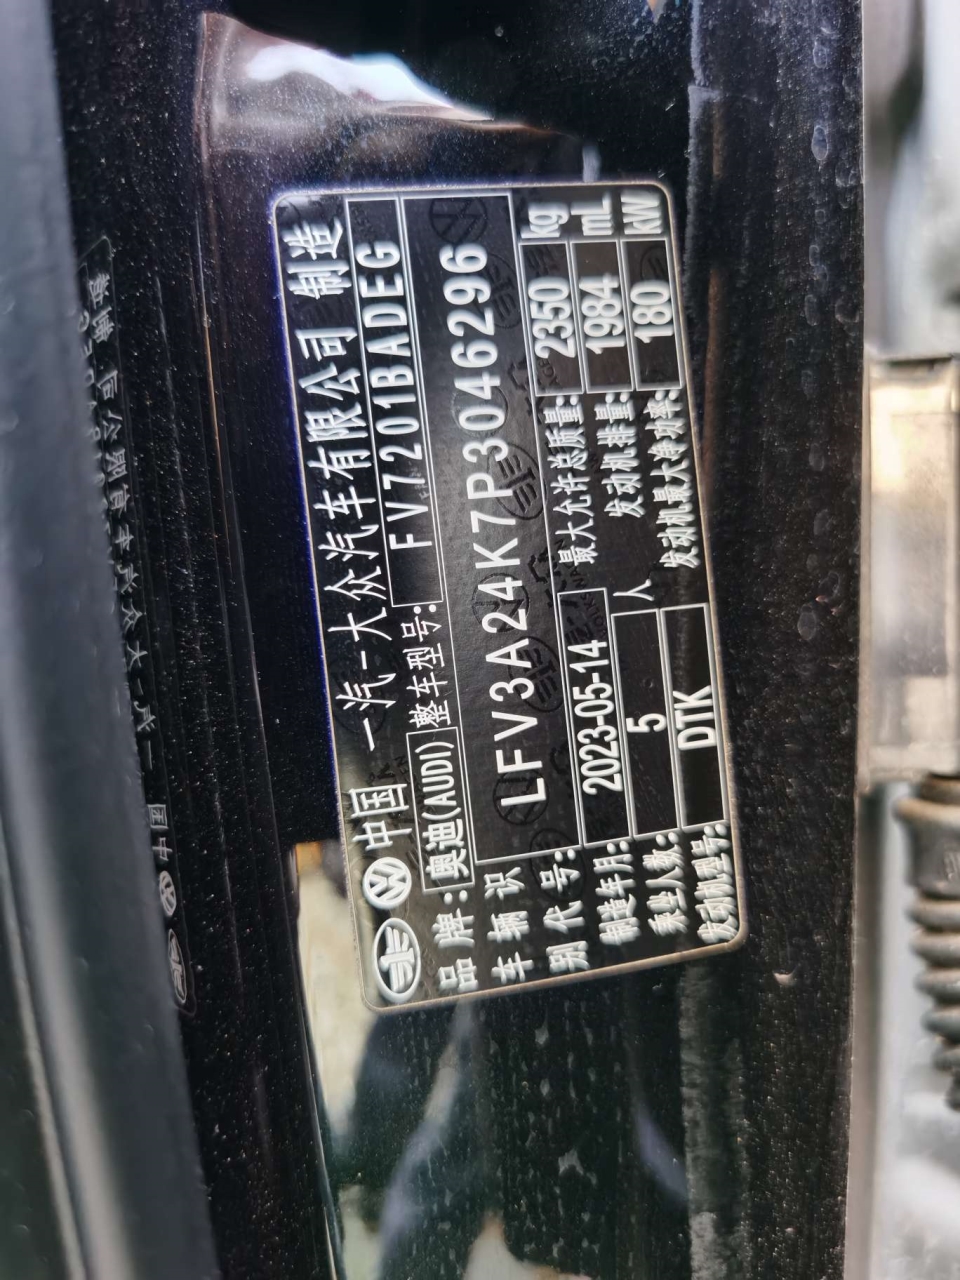 中国 一汽-大众汽车有限公司 制造
品牌: 奥迪(AUDI) 整车型号: FV7201BADEG
车辆识别代号: LFV3A24K7P3046296
制造年月: 2023-05-14 最大允许总质量: 2350 kg
乘坐人数: 5 人 发动机排量: 1984 mL
发动机型号: DTK 发动机最大净功率: 180 kW